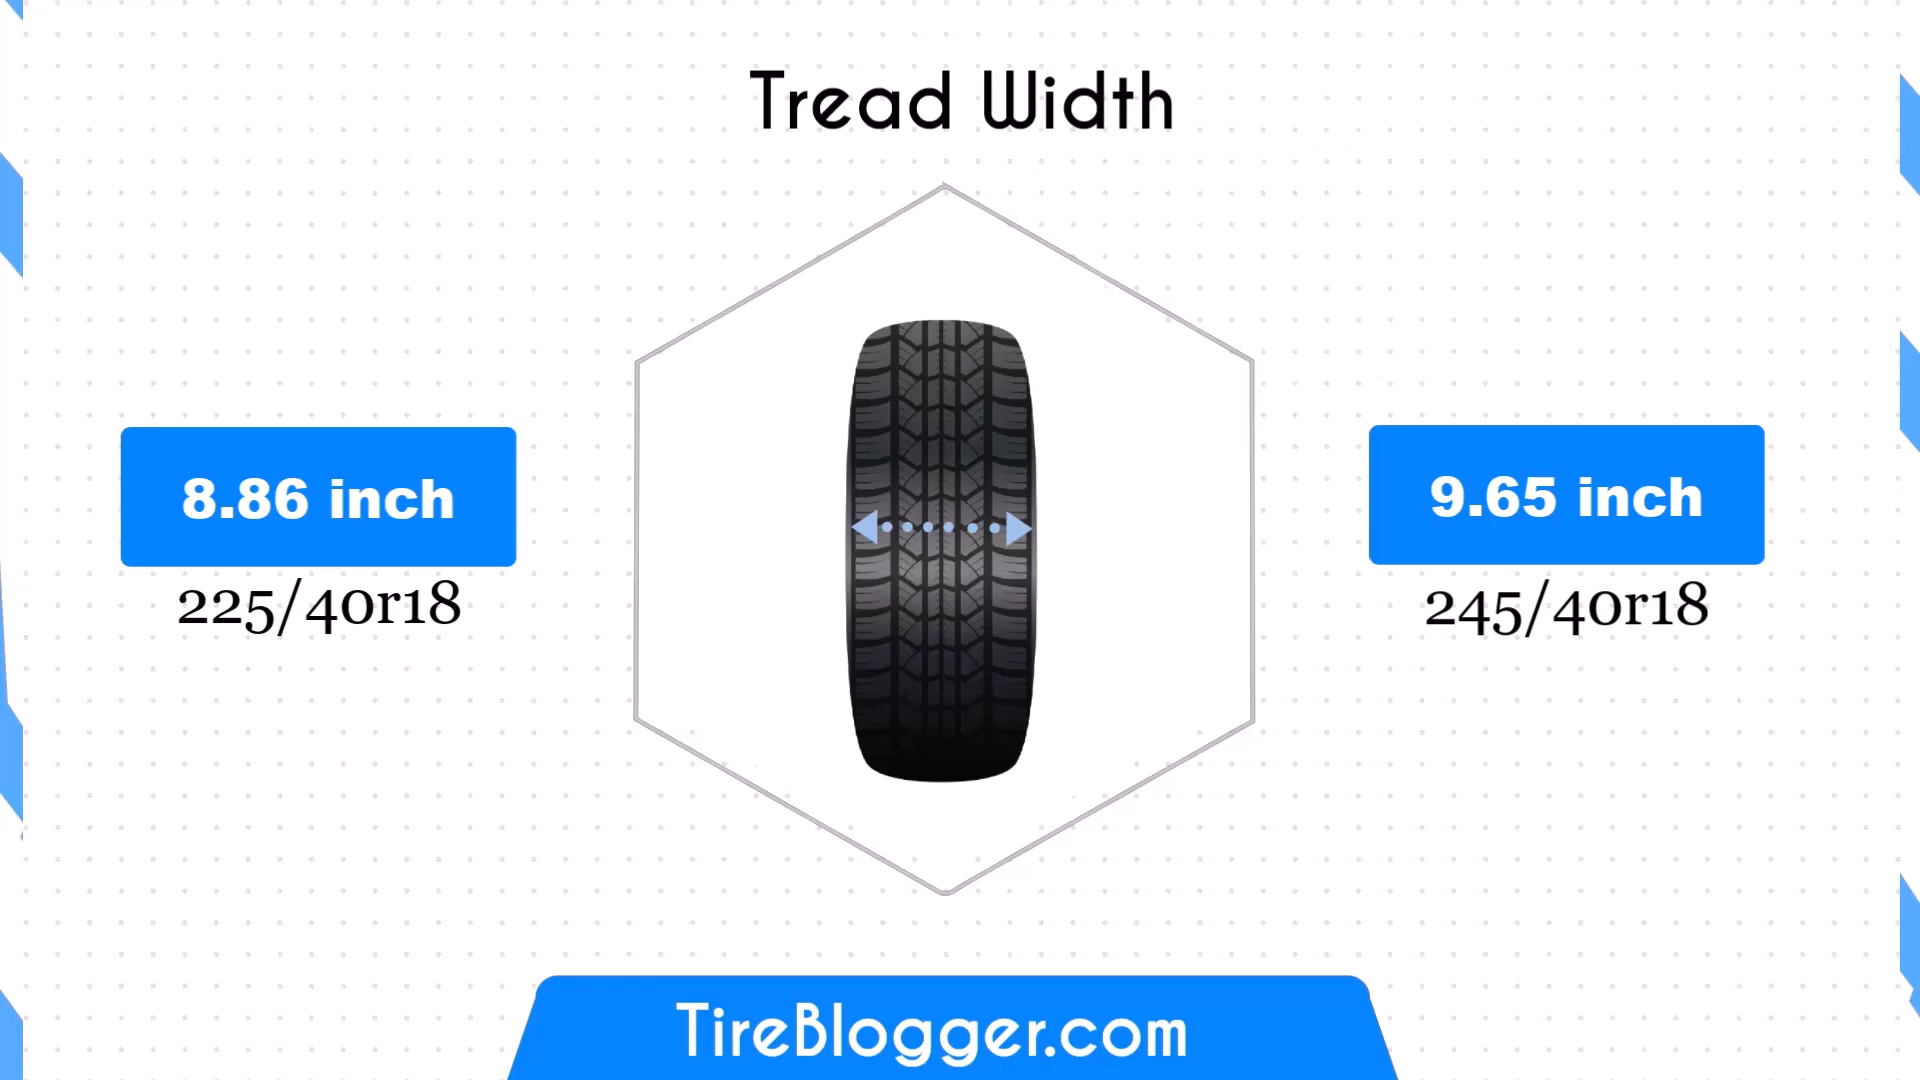 Tread Width
8.86 inch
225/40r18
9.65 inch
245/40r18
TireBlogger.com